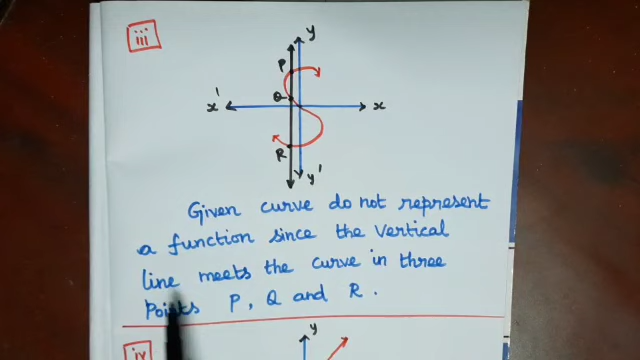 iii
y
P
Q
x'
x
R
y'
Given curve do not represent
a function since the vertical
line meets the curve in three
points P, Q and R.
iv
y